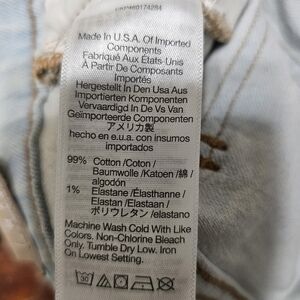 Made In U.S.A. Of Imported
Components
Fabriqué Aux États-Unis
À Partir De Composants
Importés
Hergestellt In Den Usa Aus
Importierten Komponenten
Vervaardigd In De Vs Van
Geïmporteerde Componenten
アメリカ製
hecho en e.u.a. con insumos
importados
99% Cotton /Coton /
Baumwolle /Katoen /綿 /
algodón
1% Elastane /Élasthanne /
Elastan /Elastaan /
ポリウレタン /elastano
Machine Wash Cold With Like
Colors. Non-Chlorine Bleach
Only. Tumble Dry Low. Iron
On Lowest Setting.
30